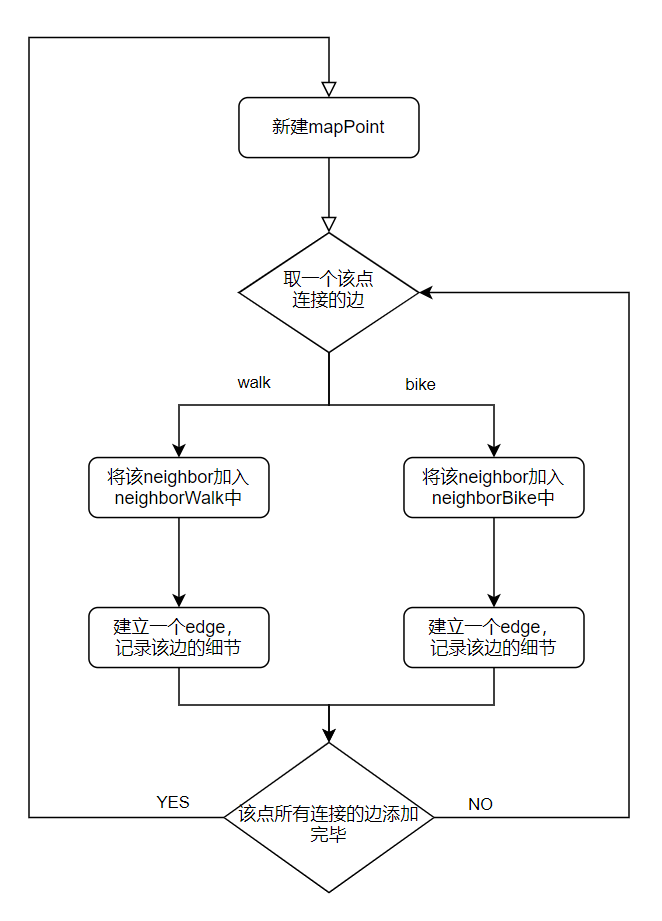 新建mapPoint
取一个该点
连接的边
walk
bike
将该neighbor加入
neighborWalk中
将该neighbor加入
neighborBike中
建立一个edge，
记录该边的细节
建立一个edge，
记录该边的细节
YES
NO
该点所有连接的边添加
完毕